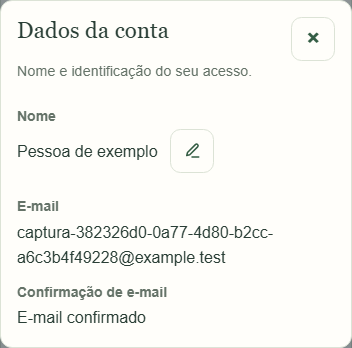 Dados da conta
Nome e identificação do seu acesso.
Nome
Pessoa de exemplo
E-mail
captura-382326d0-0a77-4d80-b2cc-
a6c3b4f49228@example.test
Confirmação de e-mail
E-mail confirmado